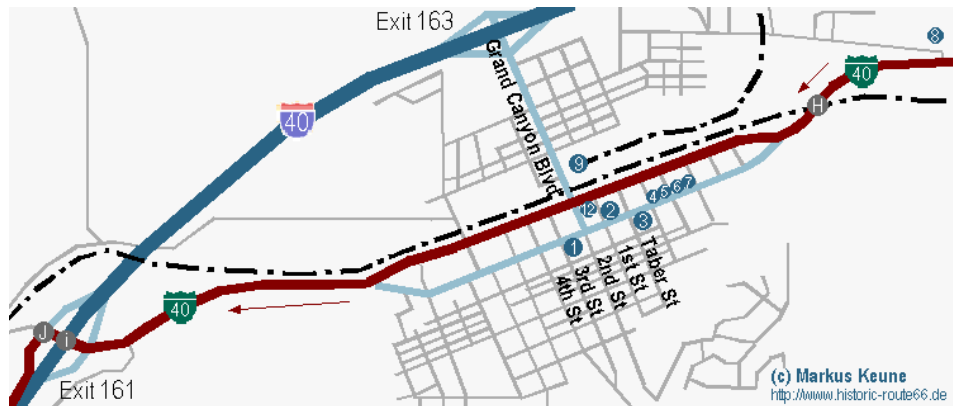 Exit 163
8
40
H
40
Grand Canyon Blvd
9
12
2
4
5
6
7
3
1
Taber St
1st St
2nd St
3rd St
4th St
40
J
i
Exit 161
(c) Markus Keune
http://www.historic-route66.de